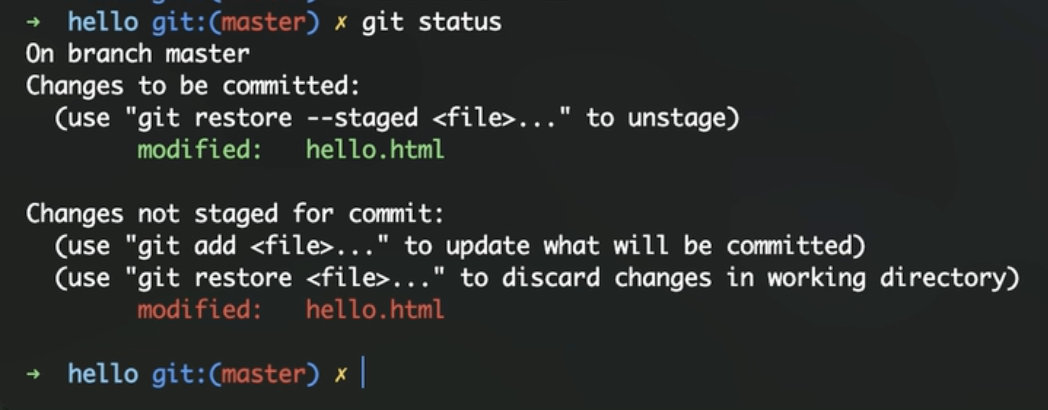 → hello git:(master) ✗ git status
On branch master
Changes to be committed:
  (use "git restore --staged <file>..." to unstage)
        modified:   hello.html

Changes not staged for commit:
  (use "git add <file>..." to update what will be committed)
  (use "git restore <file>..." to discard changes in working directory)
        modified:   hello.html

→ hello git:(master) ✗